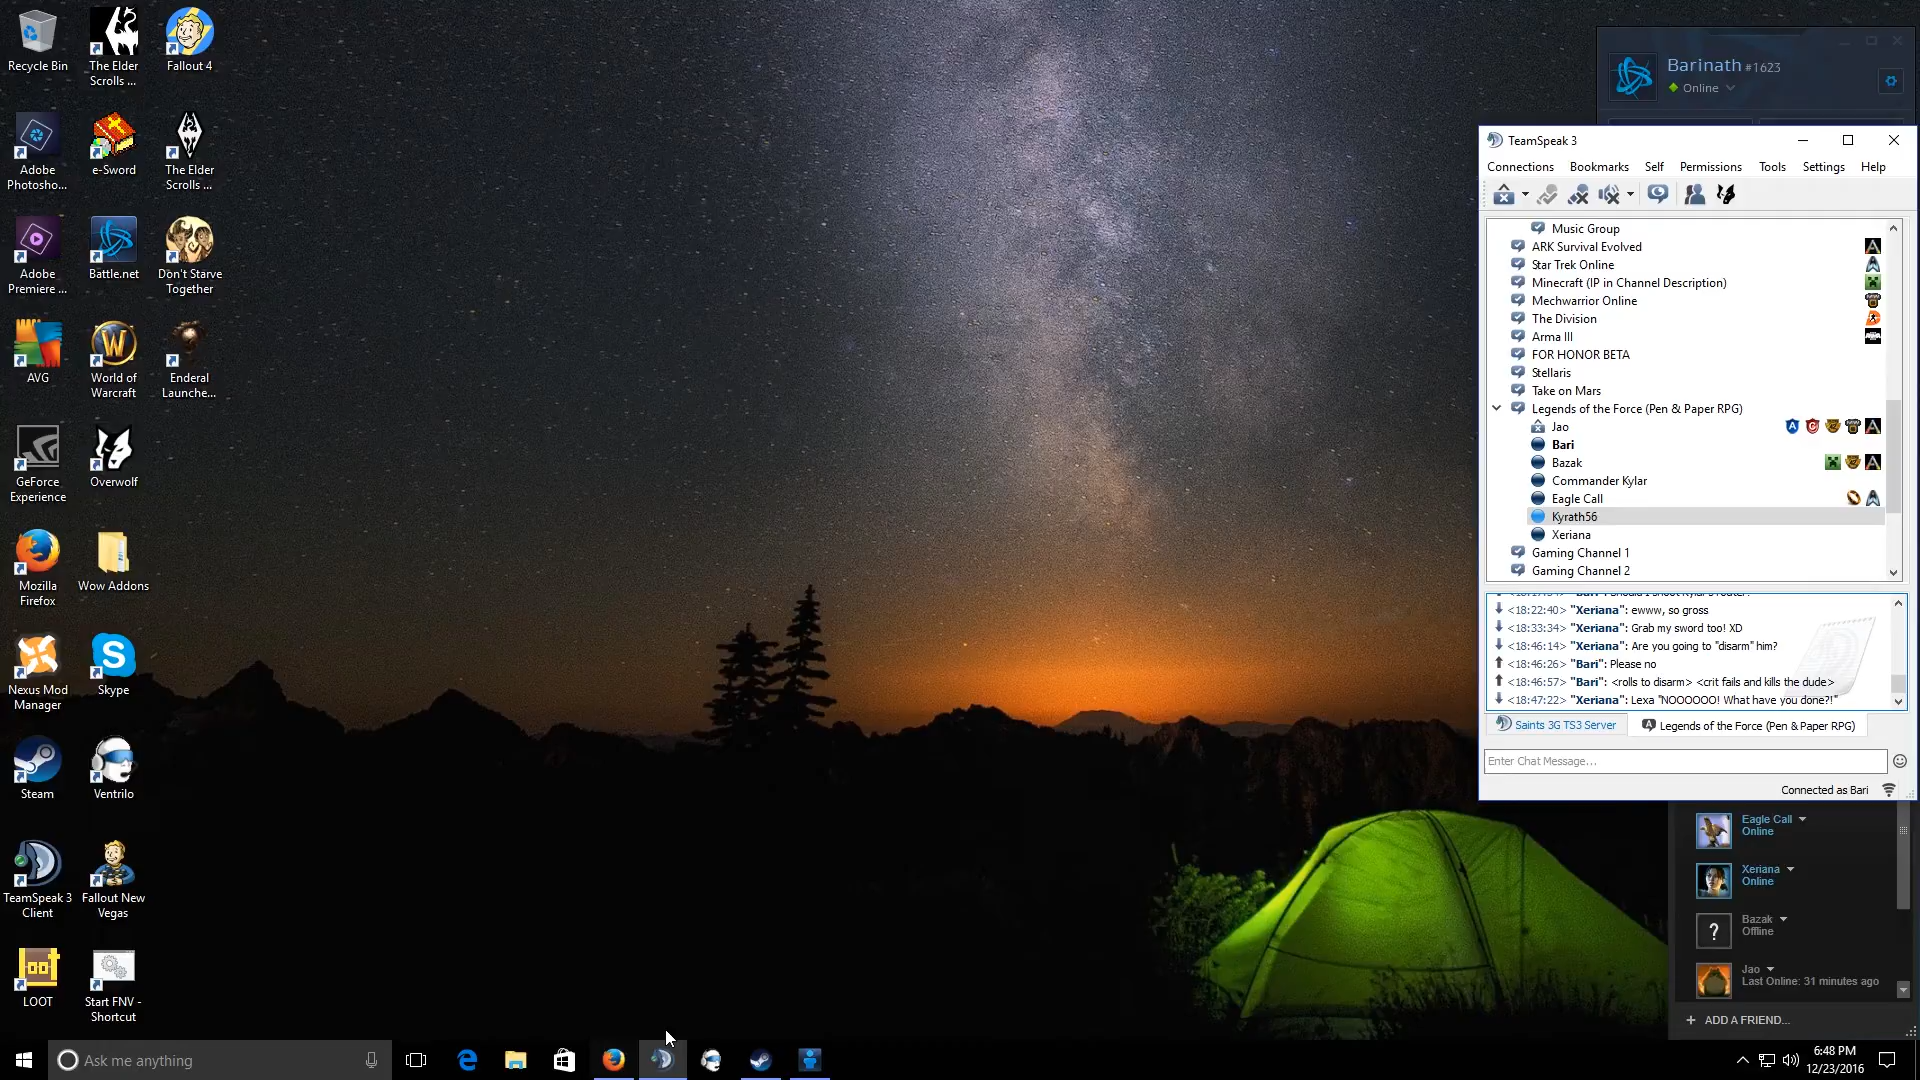 Recycle Bin
The Elder
Scrolls ...
Fallout 4
Adobe
Photosho...
e-Sword
The Elder
Scrolls ...
Adobe
Premiere ...
Battle.net
Don't Starve
Together
AVG
World of
Warcraft
Enderal
Launche...
GeForce
Experience
Overwolf
Mozilla
Firefox
Wow Addons
Nexus Mod
Manager
Skype
Steam
Ventrilo
TeamSpeak 3
Client
Fallout New
Vegas
LOOT
Start FNV -
Shortcut
Barinath #1623
Online
TeamSpeak 3
Connections Bookmarks Self Permissions Tools Settings Help
Music Group
ARK Survival Evolved
Star Trek Online
Minecraft (IP in Channel Description)
Mechwarrior Online
The Division
Arma III
FOR HONOR BETA
Stellaris
Take on Mars
Legends of the Force (Pen & Paper RPG)
Jao
Bari
Bazak
Commander Kylar
Eagle Call
Kyrath56
Xeriana
Gaming Channel 1
Gaming Channel 2
<18:22:40> "Xeriana": ewww, so gross
<18:33:34> "Xeriana": Grab my sword too! XD
<18:46:14> "Xeriana": Are you going to "disarm" him?
<18:46:26> "Bari": Please no
<18:46:57> "Bari": <rolls to disarm> <crit fails and kills the dude>
<18:47:22> "Xeriana": Lexa "NOOOOOO! What have you done?!"
Saints 3G TS3 Server Legends of the Force (Pen & Paper RPG)
Enter Chat Message...
Connected as Bari
Eagle Call
Online
Xeriana
Online
Bazak
Offline
Jao
Last Online: 31 minutes ago
+ ADD A FRIEND...
Ask me anything
6:48 PM
12/23/2016